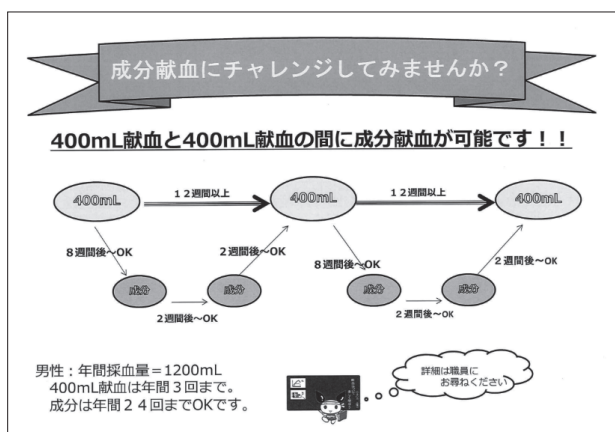 成分献血にチャレンジしてみませんか？
400mL献血と400mL献血の間に成分献血が可能です！！
400mL
12週間以上
400mL
12週間以上
400mL
8週間後～OK
2週間後～OK
8週間後～OK
2週間後～OK
成分
成分
成分
成分
2週間後～OK
2週間後～OK
男性：年間採血量＝1200mL
400mL献血は年間３回まで。
成分は年間２４回までOKです。
詳細は職員に
お尋ねください